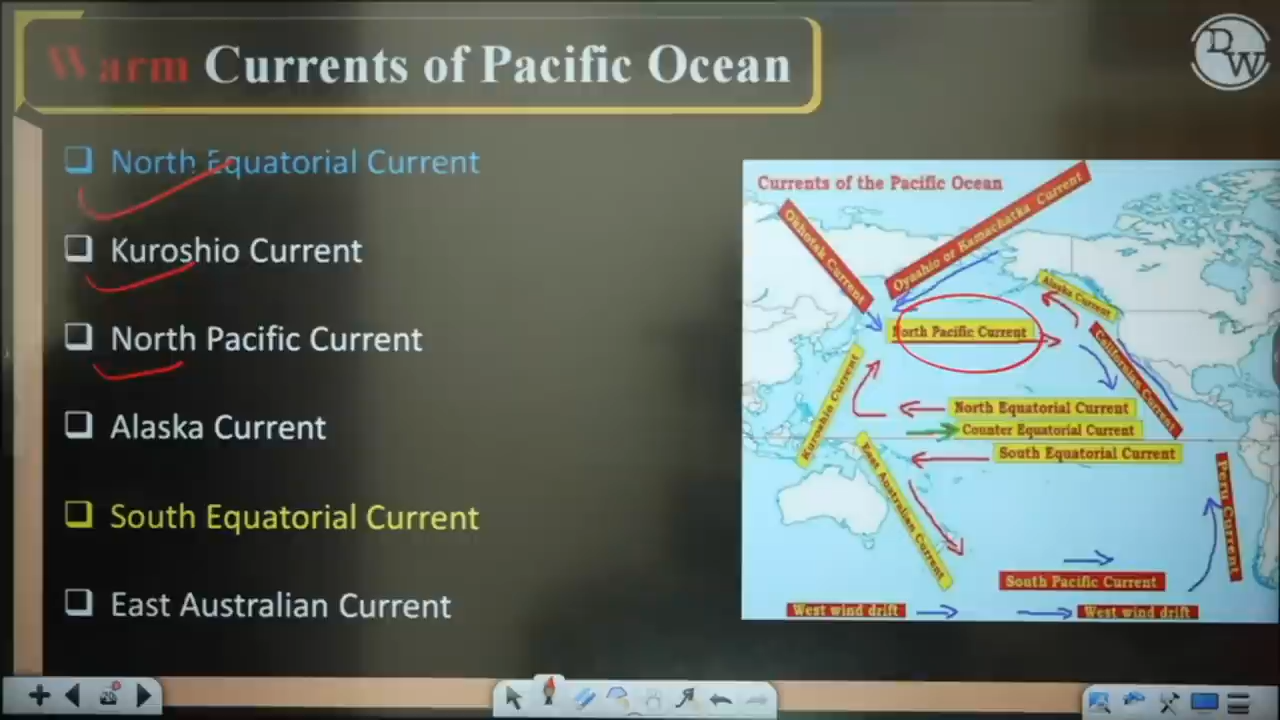 Warm Currents of Pacific Ocean
DW
North Equatorial Current
Kuroshio Current
North Pacific Current
Alaska Current
South Equatorial Current
East Australian Current
Currents of the Pacific Ocean
Okhotsk Current
Oyashio or Kamachatka Current
Alaska Current
North Pacific Current
Californian Current
Kuroshio Current
North Equatorial Current
Counter Equatorial Current
South Equatorial Current
East Australian Current
Peru Current
South Pacific Current
West wind drift
West wind drift